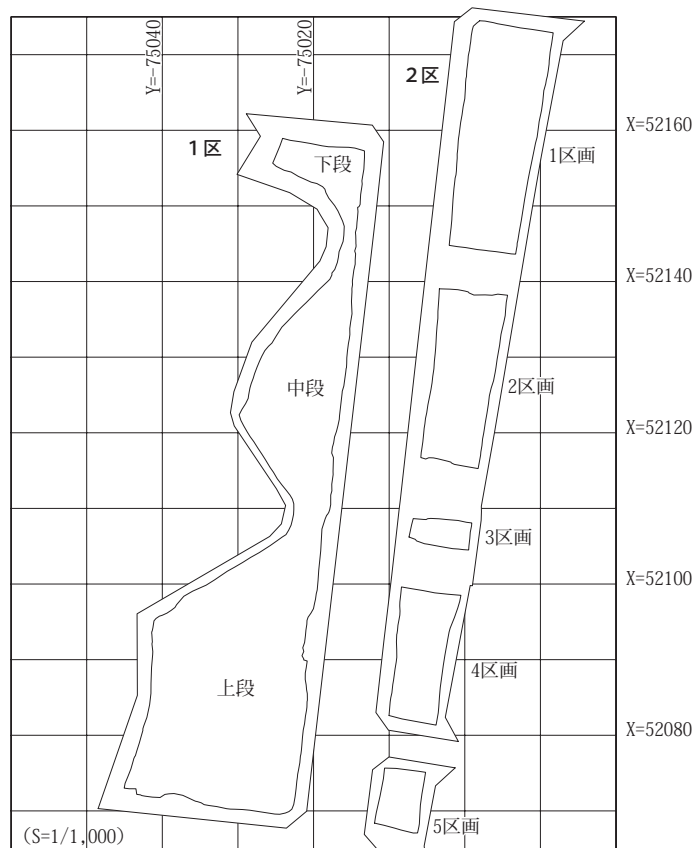 Y=-75040
Y=-75020
2区
X=52160
1区
下段
1区画
X=52140
中段
2区画
X=52120
3区画
X=52100
上段
4区画
X=52080
(S=1/1,000)
5区画